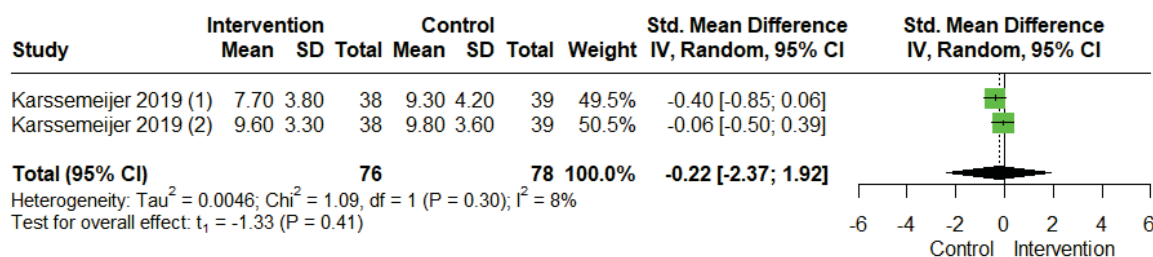 Intervention Control Std. Mean Difference Std. Mean Difference
Study Mean SD Total Mean SD Total Weight IV, Random, 95% CI IV, Random, 95% CI
Karssemeijer 2019 (1) 7.70 3.80 38 9.30 4.20 39 49.5% -0.40 [-0.85; 0.06]
Karssemeijer 2019 (2) 9.60 3.30 38 9.80 3.60 39 50.5% -0.06 [-0.50; 0.39]
Total (95% CI) 76 78 100.0% -0.22 [-2.37; 1.92]
Heterogeneity: Tau² = 0.0046; Chi² = 1.09, df = 1 (P = 0.30); I² = 8%
Test for overall effect: t₁ = -1.33 (P = 0.41)
-6 -4 -2 0 2 4 6
Control Intervention